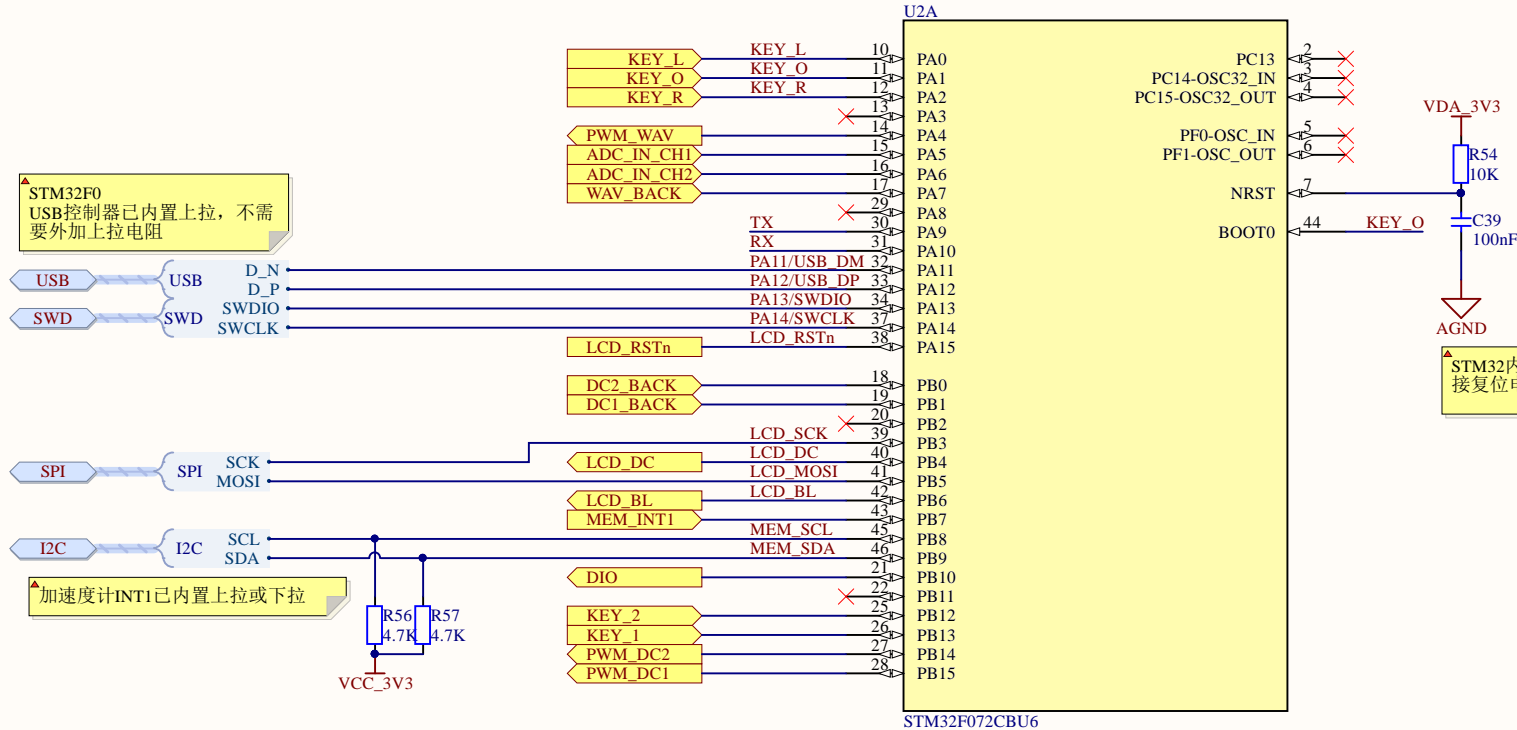 U2A
KEY_L KEY_L 10 PA0
KEY_O KEY_O 11 PA1
KEY_R KEY_R 12 PA2
13 PA3
PWM_WAV 14 PA4
ADC_IN_CH1 15 PA5
ADC_IN_CH2 16 PA6
WAV_BACK 17 PA7
29 PA8
TX 30 PA9
RX 31 PA10
PA11/USB_DM 32 PA11
PA12/USB_DP 33 PA12
PA13/SWDIO 34 PA13
PA14/SWCLK 37 PA14
LCD_RSTn LCD_RSTn 38 PA15
DC2_BACK 18 PB0
DC1_BACK 19 PB1
20 PB2
LCD_SCK 39 PB3
LCD_DC LCD_DC 40 PB4
LCD_MOSI 41 PB5
LCD_BL LCD_BL 42 PB6
MEM_INT1 43 PB7
MEM_SCL 45 PB8
MEM_SDA 46 PB9
DIO 21 PB10
22 PB11
KEY_2 25 PB12
KEY_1 26 PB13
PWM_DC2 27 PB14
PWM_DC1 28 PB15
STM32F072CBU6
PC13 2
PC14-OSC32_IN 3
PC15-OSC32_OUT 4
PF0-OSC_IN 5
PF1-OSC_OUT 6
NRST 7
BOOT0 44 KEY_O
VDA_3V3
R54
10K
C39
100nF
AGND
STM32内
接复位
STM32F0
USB控制器已内置上拉，不需
要外加上拉电阻
USB USB D_N
D_P
SWD SWD SWDIO
SWCLK
SPI SPI SCK
MOSI
I2C I2C SCL
SDA
加速度计INT1已内置上拉或下拉
R56
4.7K
R57
4.7K
VCC_3V3